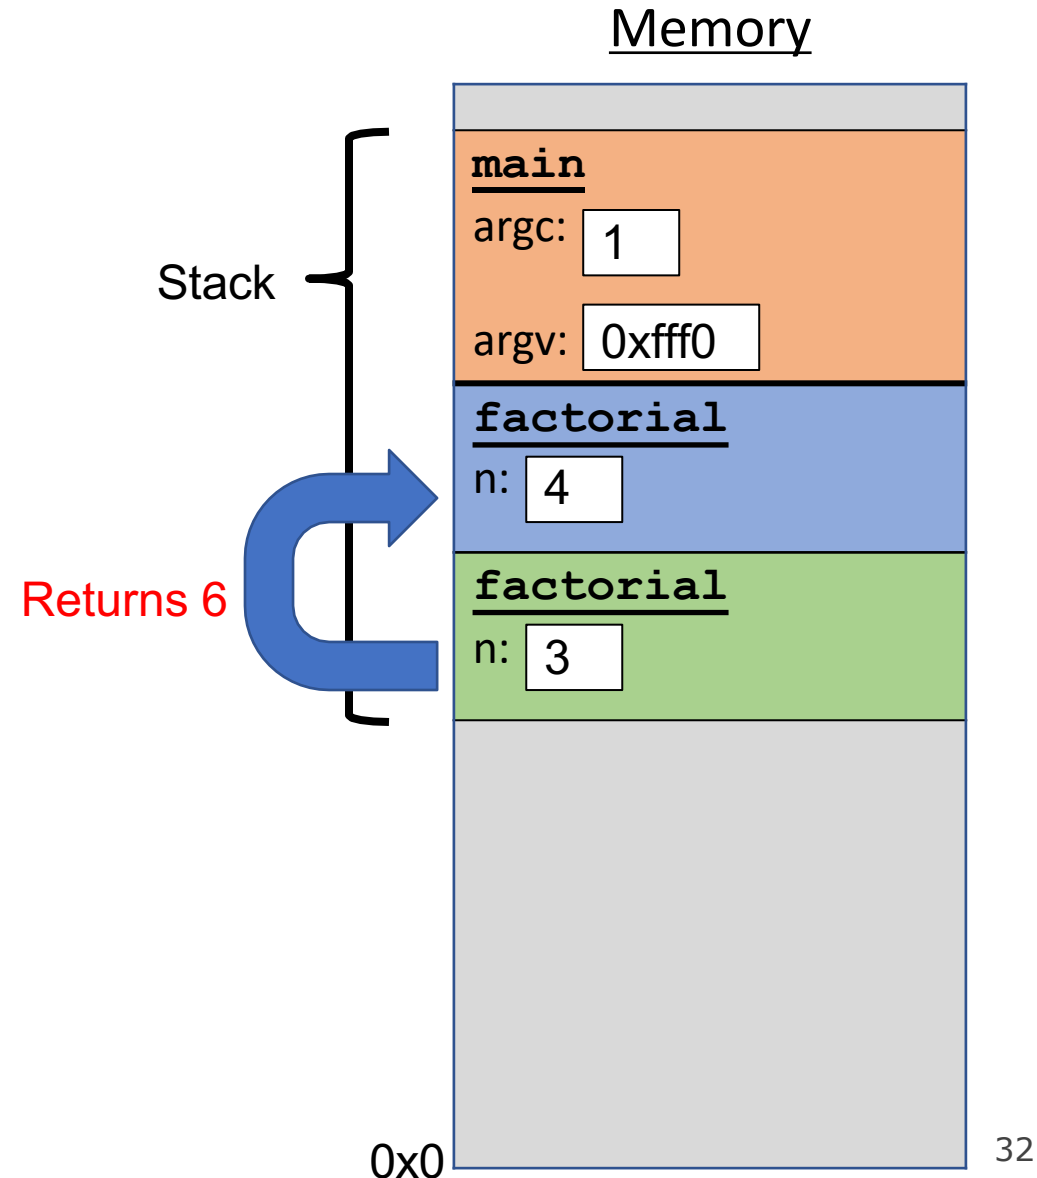 Memory
main
argc: 1
Stack
argv: 0xfff0
factorial
n: 4
Returns 6
factorial
n: 3
0x0
32